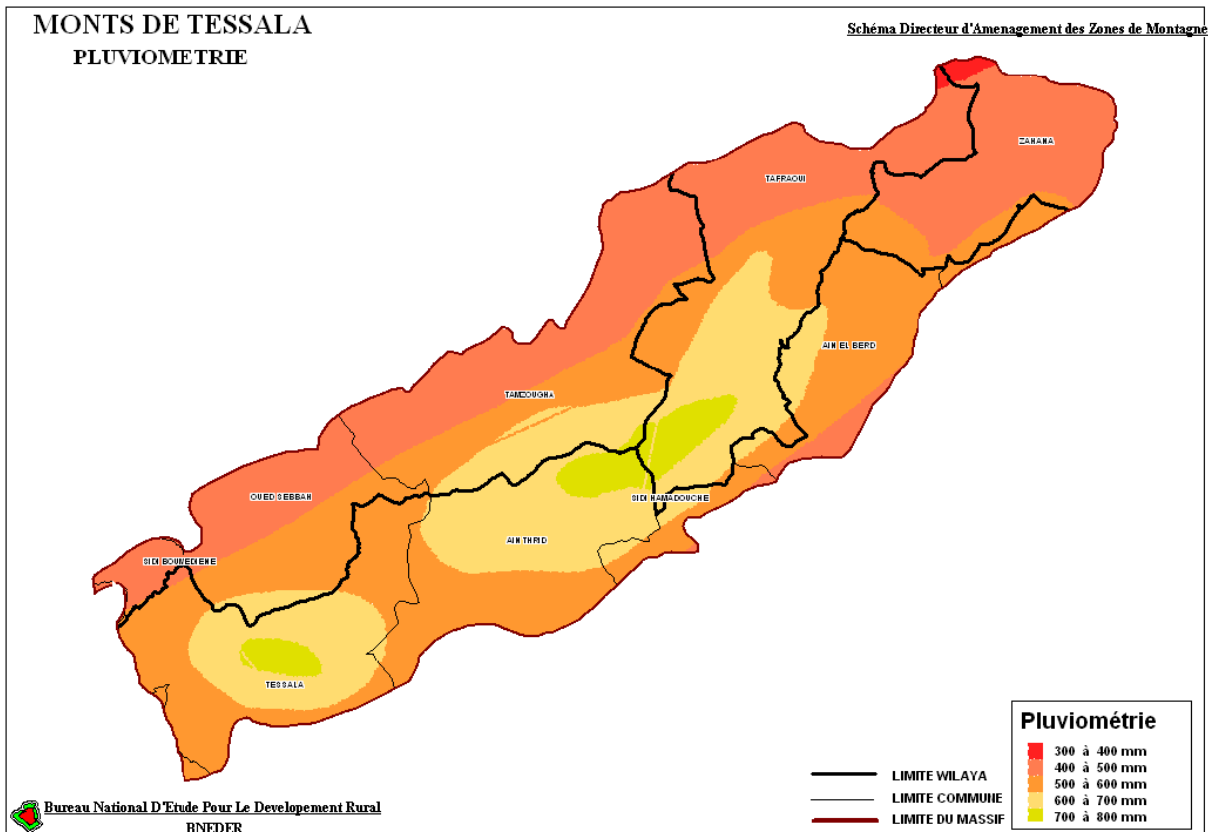 MONTS DE TESSALA
PLUVIOMETRIE
Schéma Directeur d'Amenagement des Zones de Montagne
ZAHANA
TAFRAOUI
AIN EL BERD
TAMZOUGHA
OUED SEBBAH
SIDI HAMADOUCHE
AIN THRID
SIDI BOUMEDIENE
TESSALA
Pluviométrie
300 à 400 mm
400 à 500 mm
500 à 600 mm
600 à 700 mm
700 à 800 mm
LIMITE WILAYA
LIMITE COMMUNE
LIMITE DU MASSIF
Bureau National D'Etude Pour Le Developement Rural
BNEDER